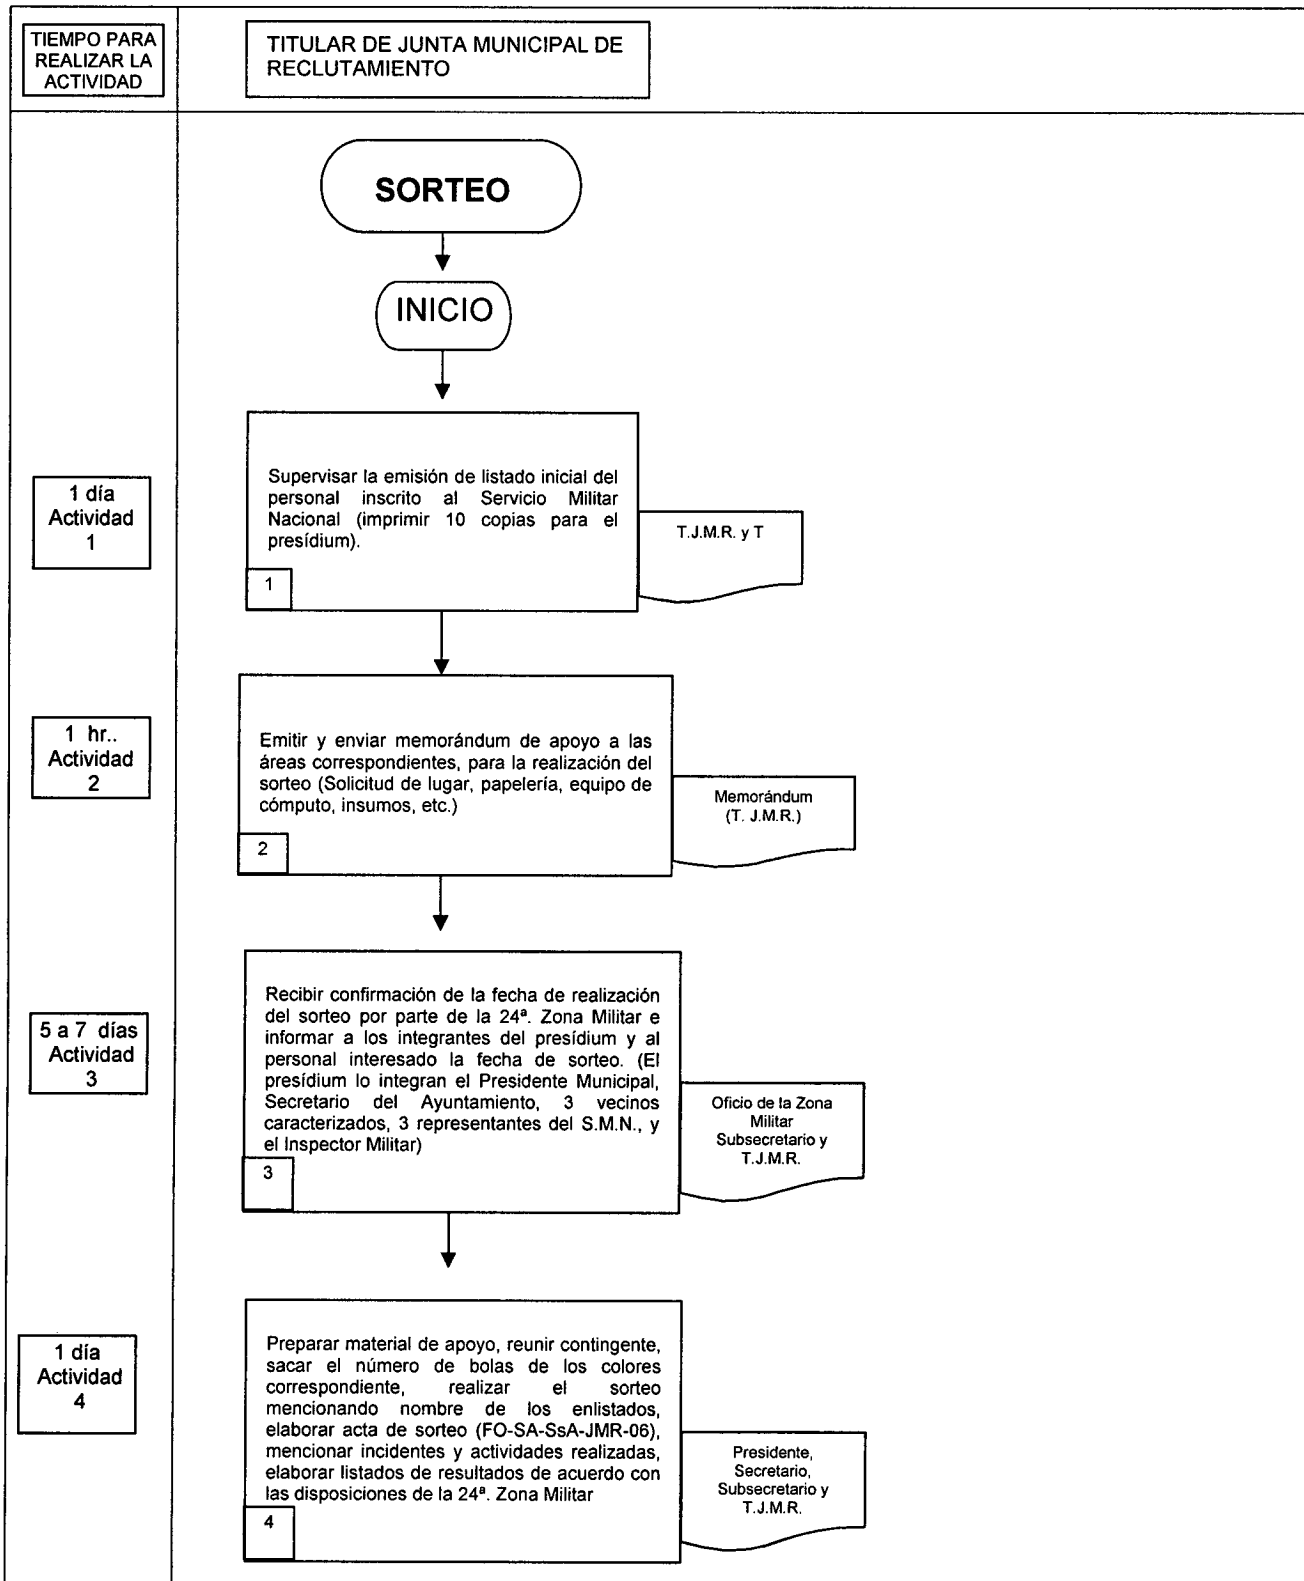 TIEMPO PARA
REALIZAR LA
ACTIVIDAD
TITULAR DE JUNTA MUNICIPAL DE
RECLUTAMIENTO
SORTEO
INICIO
1 día
Actividad
1
Supervisar la emisión de listado inicial del
personal inscrito al Servicio Militar
Nacional (imprimir 10 copias para el
presídium).
1
T.J.M.R. y T
1 hr..
Actividad
2
Emitir y enviar memorándum de apoyo a las
áreas correspondientes, para la realización del
sorteo (Solicitud de lugar, papelería, equipo de
cómputo, insumos, etc.)
2
Memorándum
(T. J.M.R.)
5 a 7 días
Actividad
3
Recibir confirmación de la fecha de realización
del sorteo por parte de la 24ª. Zona Militar e
informar a los integrantes del presídium y al
personal interesado la fecha de sorteo. (El
presídium lo integran el Presidente Municipal,
Secretario del Ayuntamiento, 3 vecinos
caracterizados, 3 representantes del S.M.N., y
el Inspector Militar)
3
Oficio de la Zona
Militar
Subsecretario y
T.J.M.R.
1 día
Actividad
4
Preparar material de apoyo, reunir contingente,
sacar el número de bolas de los colores
correspondiente, realizar el sorteo
mencionando nombre de los enlistados,
elaborar acta de sorteo (FO-SA-SsA-JMR-06),
mencionar incidentes y actividades realizadas,
elaborar listados de resultados de acuerdo con
las disposiciones de la 24ª. Zona Militar
4
Presidente,
Secretario,
Subsecretario y
T.J.M.R.